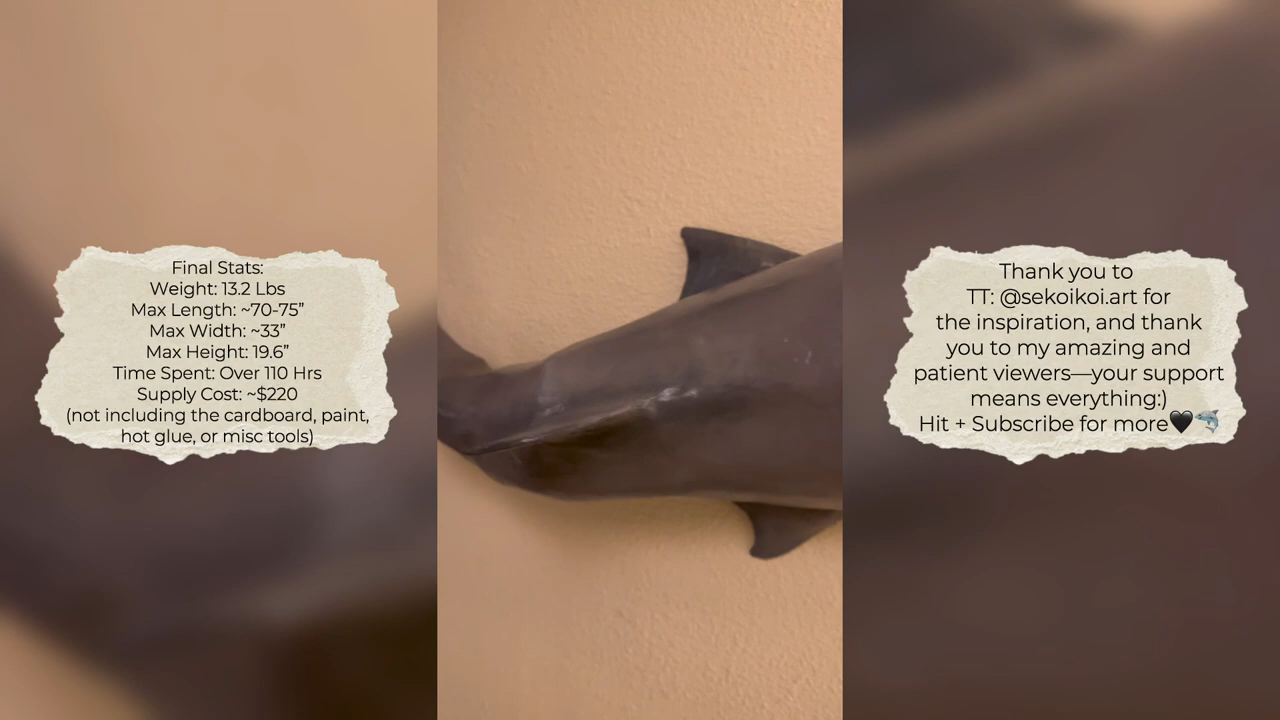 Final Stats:
Weight: 13.2 Lbs
Max Length: ~70-75”
Max Width: ~33”
Max Height: 19.6”
Time Spent: Over 110 Hrs
Supply Cost: ~$220
(not including the cardboard, paint,
hot glue, or misc tools)
Thank you to
TT: @sekoikoi.art for
the inspiration, and thank
you to my amazing and
patient viewers—your support
means everything:)
Hit + Subscribe for more🖤🐬